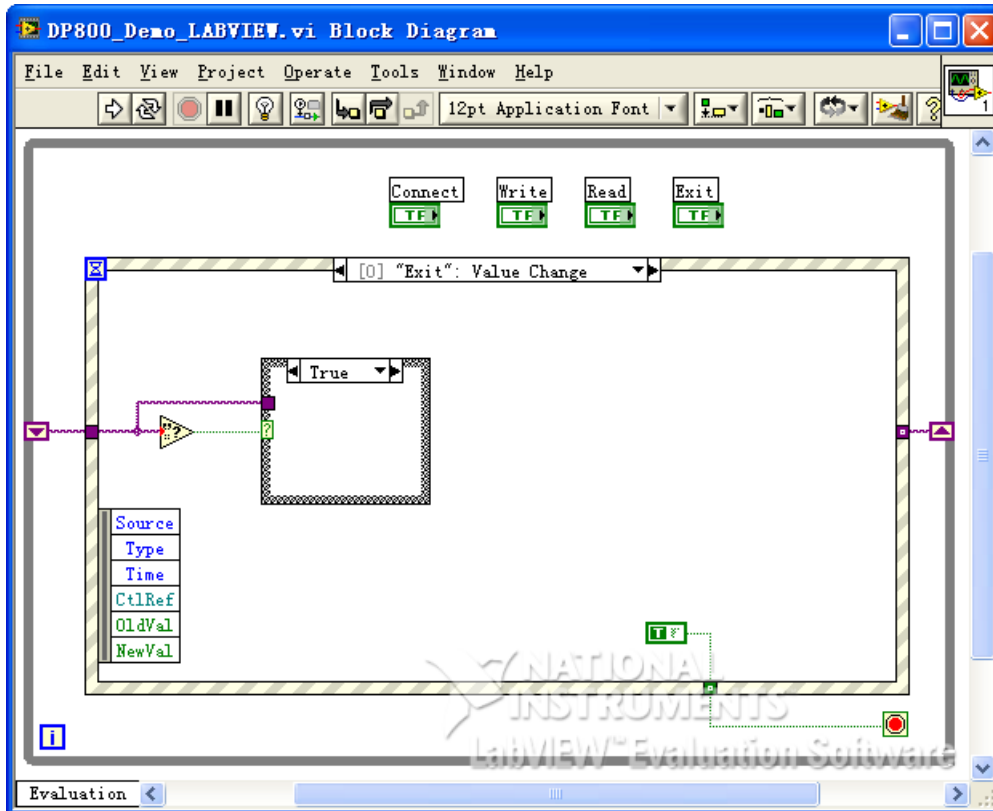 DP800_Demo_LABVIEW.vi Block Diagram
File Edit View Project Operate Tools Window Help
12pt Application Font
?
1
Connect Write Read Exit
TF TF TF TF
[0] "Exit": Value Change
True
?
?
Source
Type
Time
CtlRef
OldVal
NewVal
T
NATIONAL
INSTRUMENTS
i
LabVIEW™ Evaluation Software
Evaluation